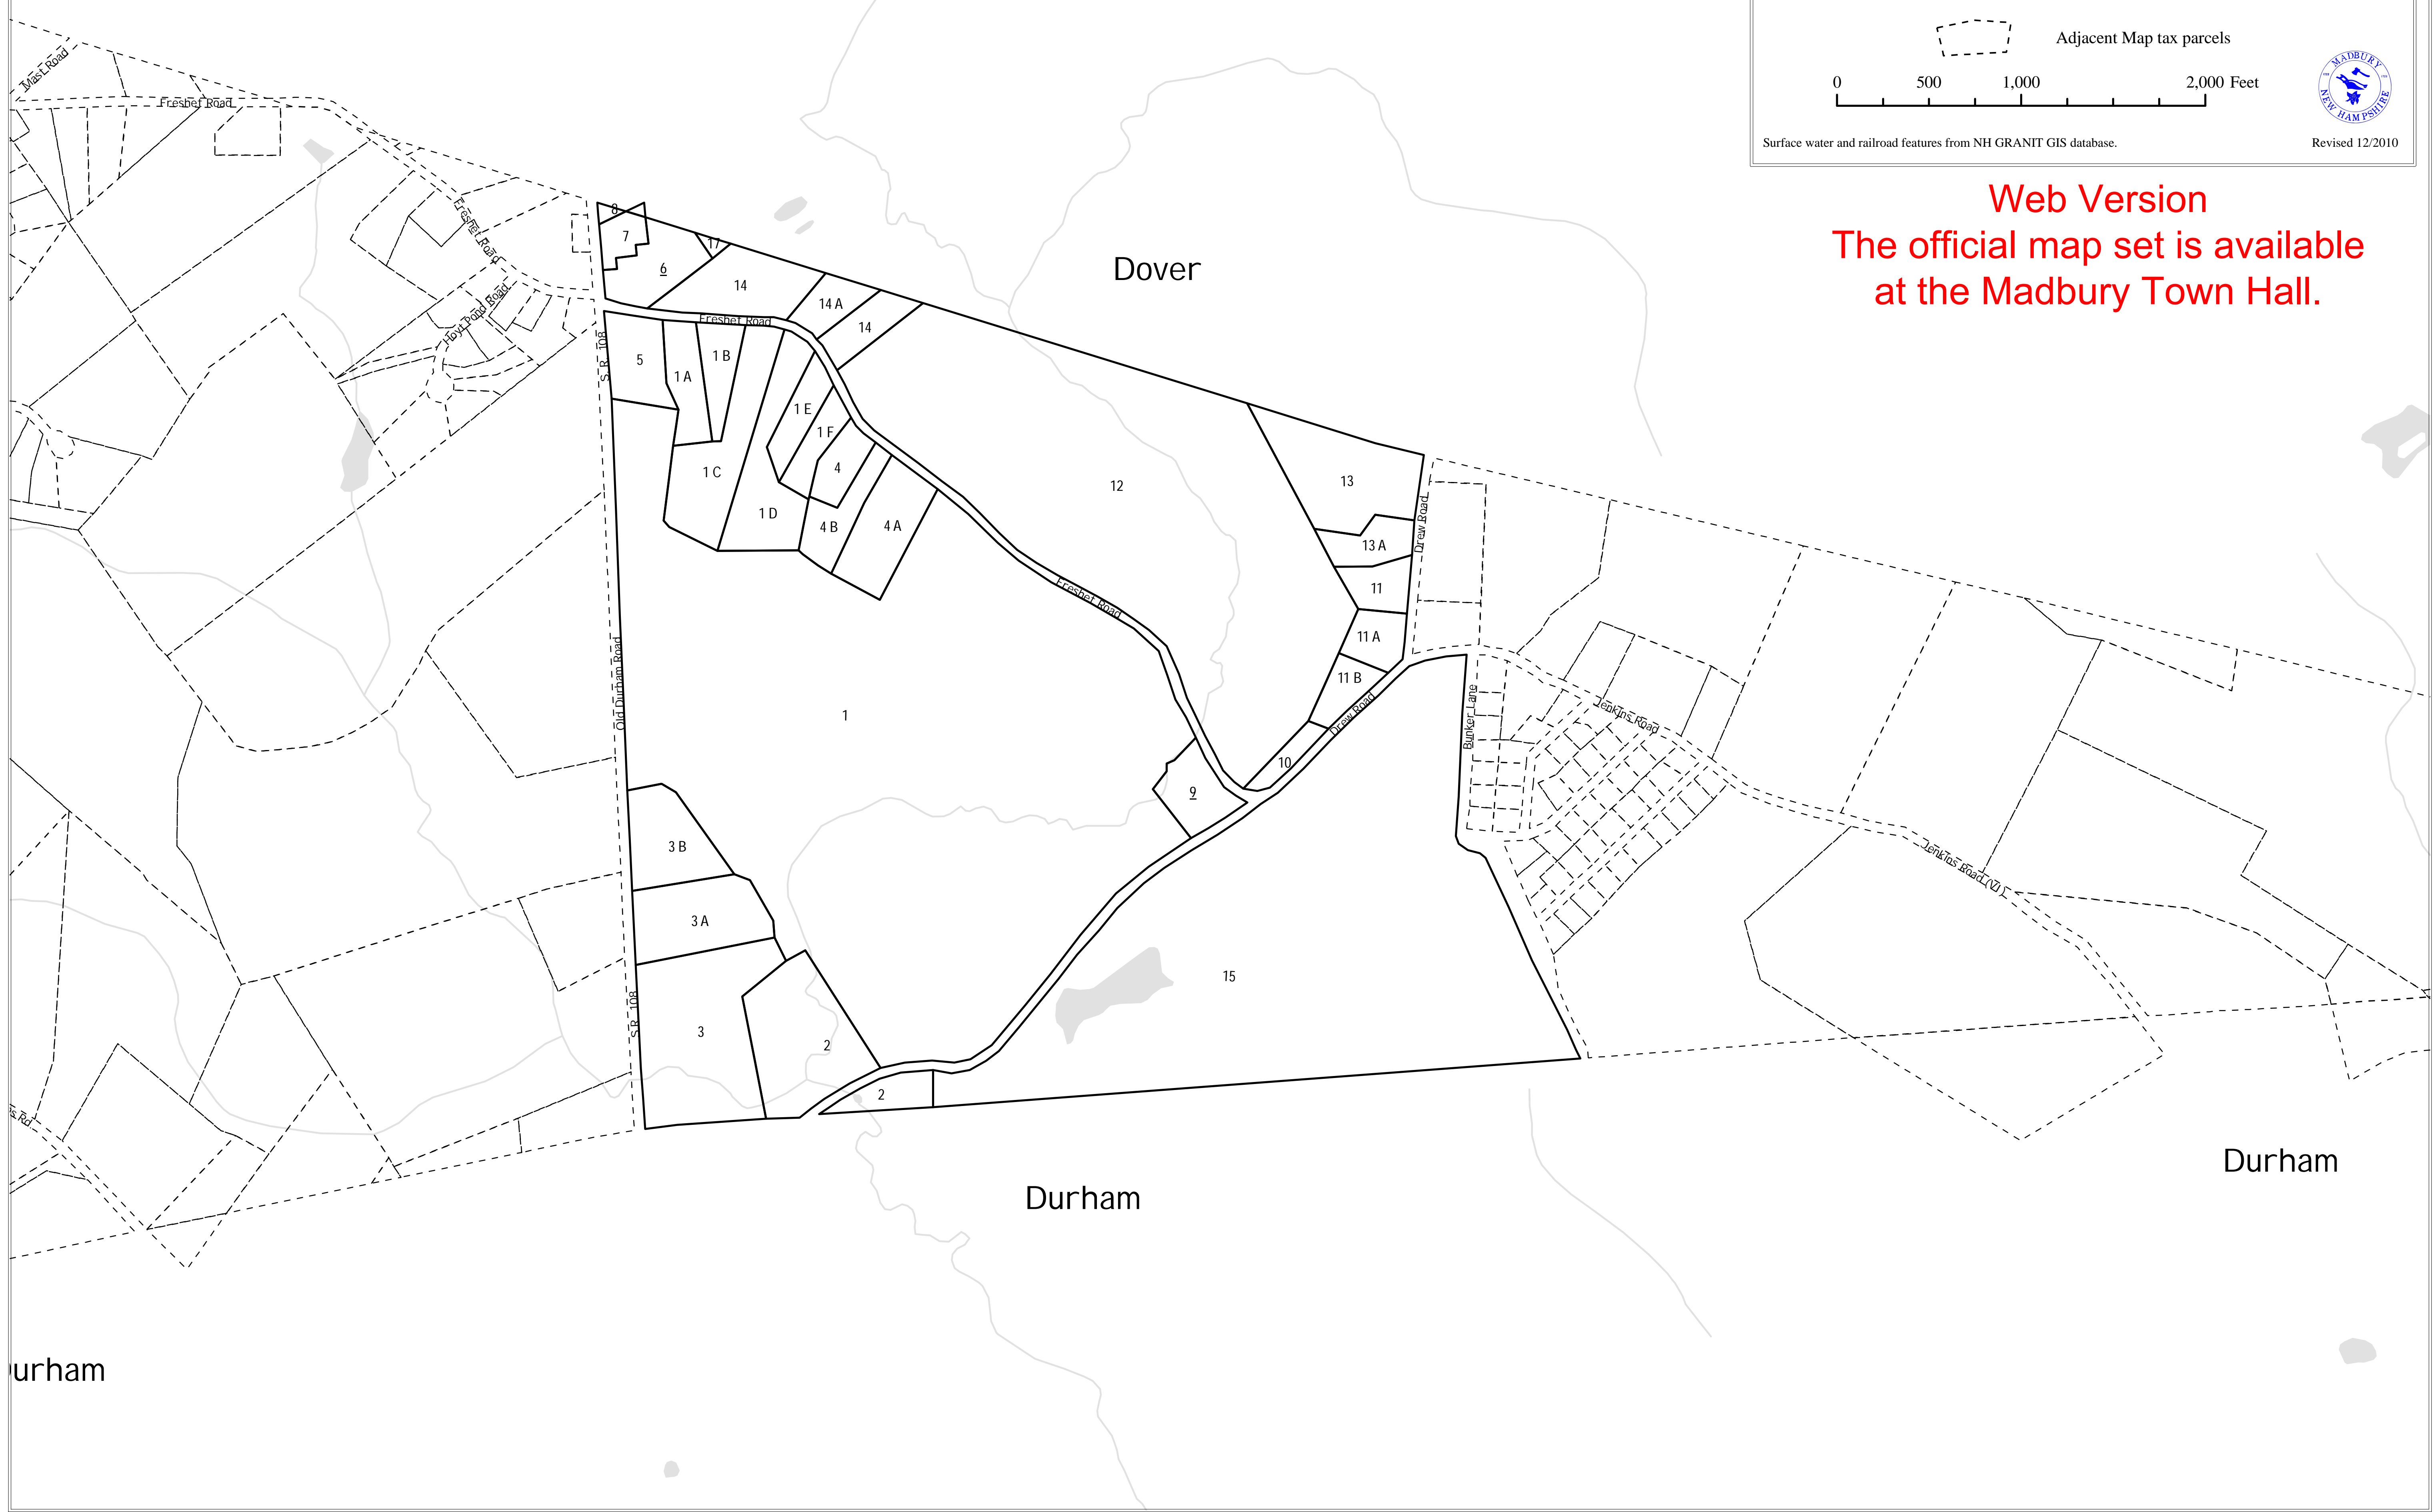 Adjacent Map tax parcels
0 500 1,000 2,000 Feet
MADBURY
NEW HAMPSHIRE
Surface water and railroad features from NH GRANIT GIS database.
Revised 12/2010
Web Version
The official map set is available
at the Madbury Town Hall.
Mast Road
Freshet Road
Freshet Road
Hoyt Pond Road
8
7
6
17
14
14 A
14
Dover
Freshet Road
S.R. 108
5
1 A
1 B
1 E
1 F
4
1 C
1 D
4 B
4 A
12
13
Drew Road
13 A
11
11 A
11 B
Freshet Road
Old Durham Road
1
Drew Road
Bunker Lane
Jenkins Road
10
9
3 B
Jenkins Road (VI)
3 A
15
S.R. 108
3
2
2
s Rd
Durham
Durham
urham